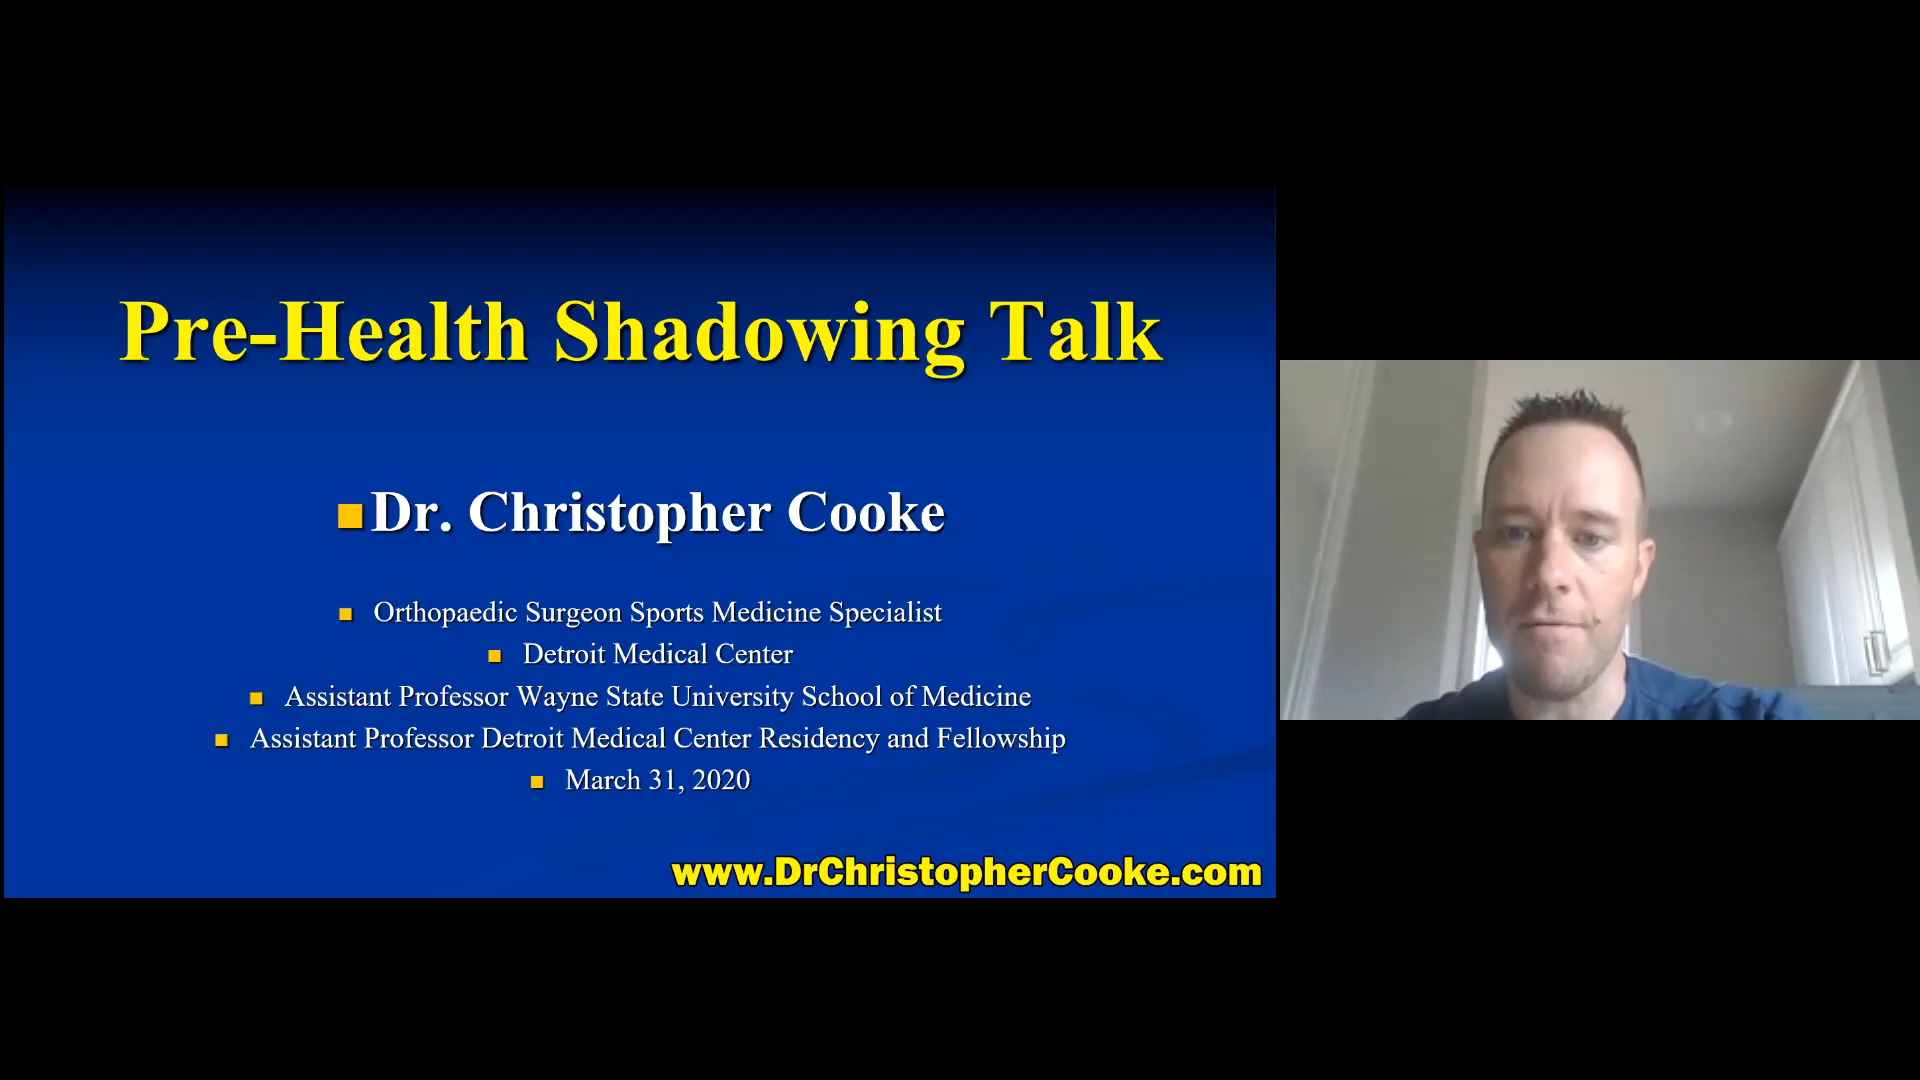 Pre-Health Shadowing Talk
Dr. Christopher Cooke
Orthopaedic Surgeon Sports Medicine Specialist
Detroit Medical Center
Assistant Professor Wayne State University School of Medicine
Assistant Professor Detroit Medical Center Residency and Fellowship
March 31, 2020
www.DrChristopherCooke.com